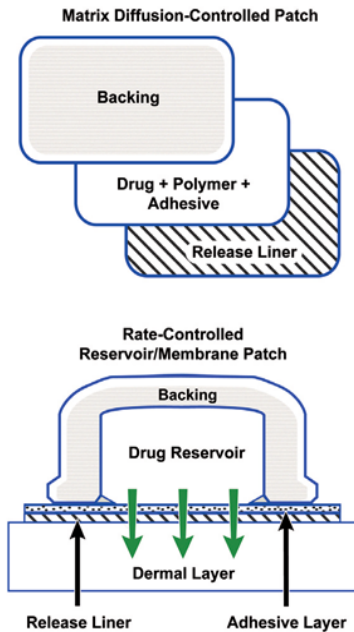 Matrix Diffusion-Controlled Patch
Backing
Drug + Polymer +
Adhesive
Release Liner
Rate-Controlled
Reservoir/Membrane Patch
Backing
Drug Reservoir
Dermal Layer
Release Liner
Adhesive Layer